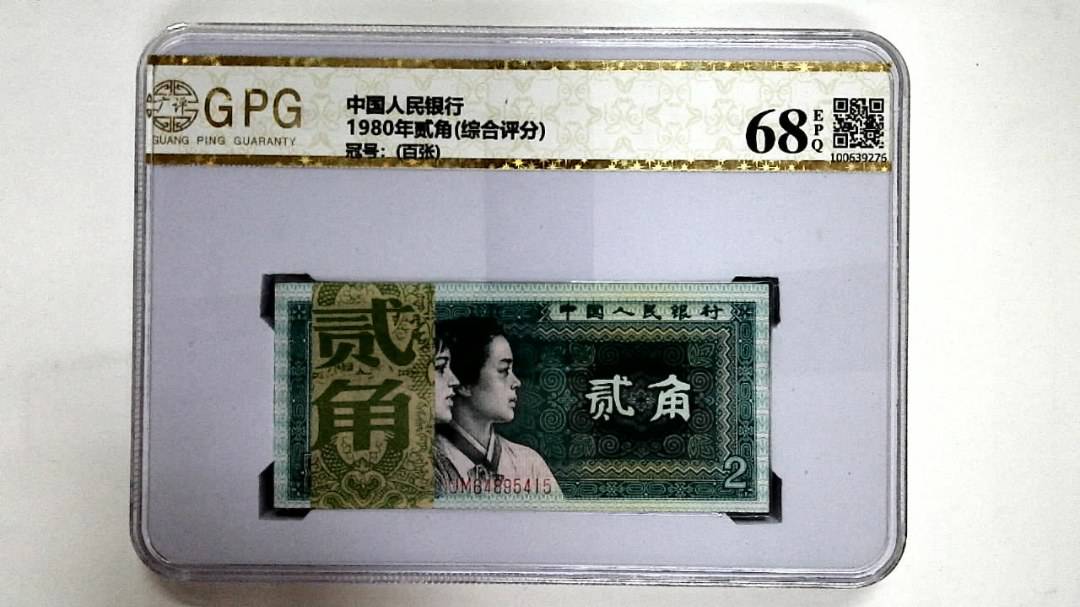 广评
GPG
GUANG PING GUARANTY
中国人民银行
1980年贰角(综合评分)
冠号：(百张)
68
EPQ
100639276
中国人民银行
贰角
贰角
2
JM64895415